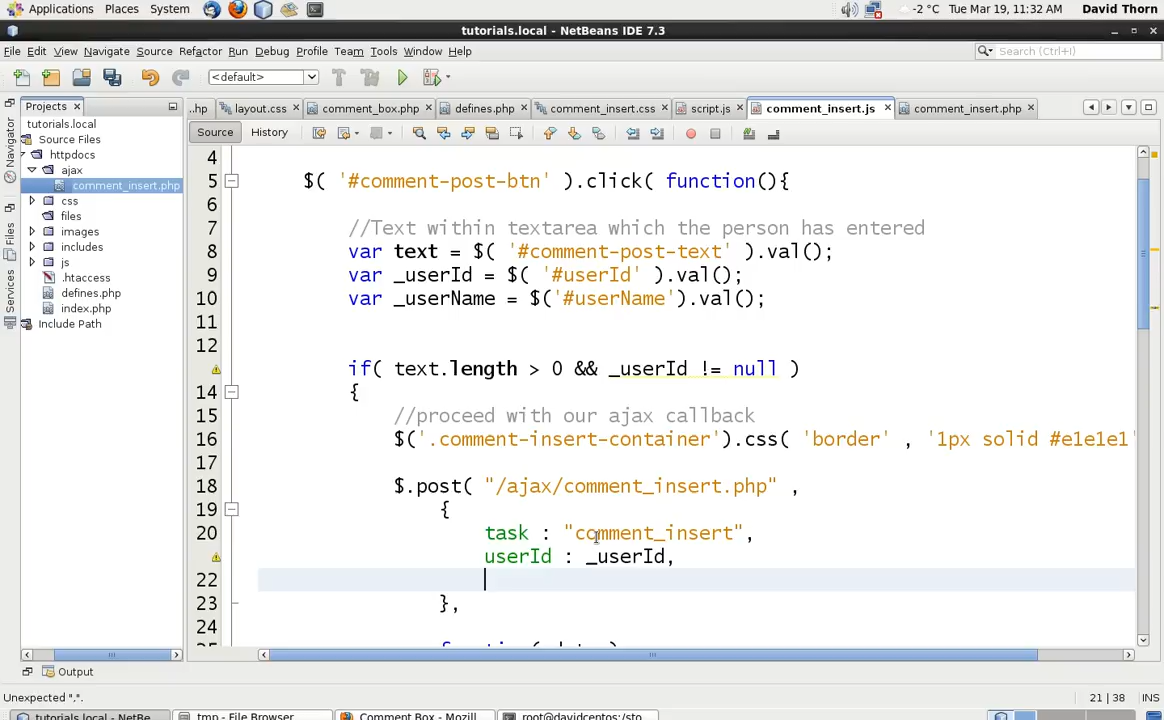 Applications Places System -2 °C Tue Mar 19, 11:32 AM David Thorn
tutorials.local - NetBeans IDE 7.3
File Edit View Navigate Source Refactor Run Debug Profile Team Tools Window Help Search (Ctrl+I)
<default>
Projects ..hp layout.css comment_box.php defines.php comment_insert.css script.js comment_insert.js comment_insert.php
Navigator
Files
Services
tutorials.local
Source Files
httpdocs
ajax
comment_insert.php
css
files
images
includes
js
.htaccess
defines.php
index.php
Include Path
Source History
4
5 $( '#comment-post-btn' ).click( function(){
6
7 //Text within textarea which the person has entered
8 var text = $( '#comment-post-text' ).val();
9 var _userId = $( '#userId' ).val();
10 var _userName = $('#userName').val();
11
12
if( text.length > 0 && _userId != null )
14 {
15 //proceed with our ajax callback
16 $('.comment-insert-container').css( 'border' , '1px solid #e1e1e1'
17
18 $.post( "/ajax/comment_insert.php" ,
19 {
20 task : "comment_insert",
userId : _userId,
22
23 },
24
Output
Unexpected ",". 21 | 38 INS
tutorials.local - NetBe... tmp - File Browser Comment Box - Mozill... root@davidcentos:/sto...